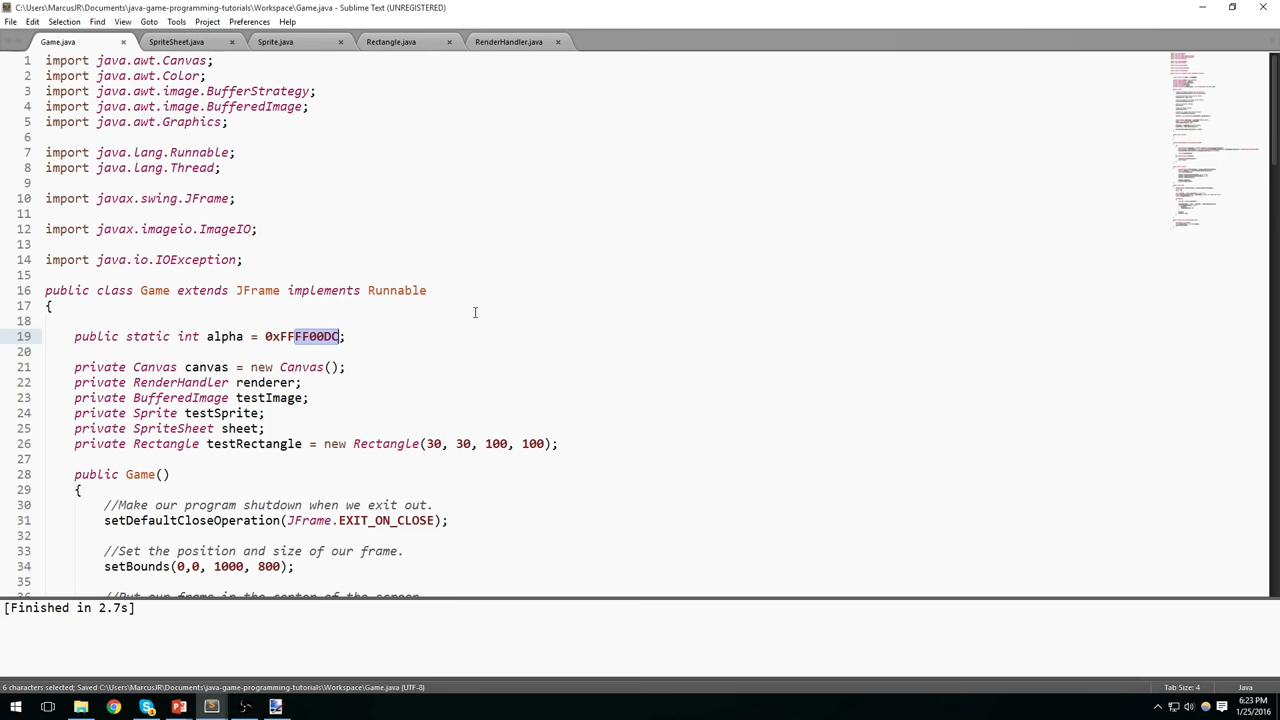 C:\Users\MarcusJR\Documents\java-game-programming-tutorials\Workspace\Game.java - Sublime Text (UNREGISTERED)
File Edit Selection Find View Goto Tools Project Preferences Help
Game.java SpriteSheet.java Sprite.java Rectangle.java RenderHandler.java
1 import java.awt.Canvas;
2 import java.awt.Color;
3 import java.awt.image.BufferStrategy;
4 import java.awt.image.BufferedImage;
5 import java.awt.Graphics;
6
7 import java.lang.Runnable;
8 import java.lang.Thread;
9
10 import javax.swing.JFrame;
11
12 import javax.imageio.ImageIO;
13
14 import java.io.IOException;
15
16 public class Game extends JFrame implements Runnable
17 {
18
19 public static int alpha = 0xFFFF00DC;
20
21 private Canvas canvas = new Canvas();
22 private RenderHandler renderer;
23 private BufferedImage testImage;
24 private Sprite testSprite;
25 private SpriteSheet sheet;
26 private Rectangle testRectangle = new Rectangle(30, 30, 100, 100);
27
28 public Game()
29 {
30 //Make our program shutdown when we exit out.
31 setDefaultCloseOperation(JFrame.EXIT_ON_CLOSE);
32
33 //Set the position and size of our frame.
34 setBounds(0,0, 1000, 800);
35
//Put our frame in the center of the screen
[Finished in 2.7s]
6 characters selected; Saved C:\Users\MarcusJR\Documents\java-game-programming-tutorials\Workspace\Game.java (UTF-8) Tab Size: 4 Java
6:23 PM
1/25/2016